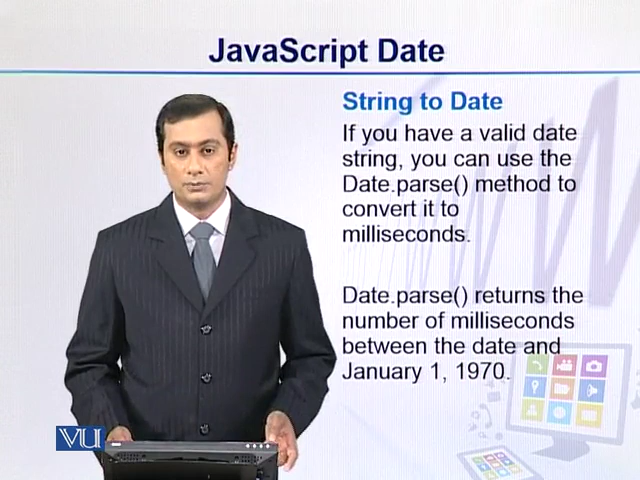 JavaScript Date
String to Date
If you have a valid date
string, you can use the
Date.parse() method to
convert it to
milliseconds.
Date.parse() returns the
number of milliseconds
between the date and
January 1, 1970.
VU